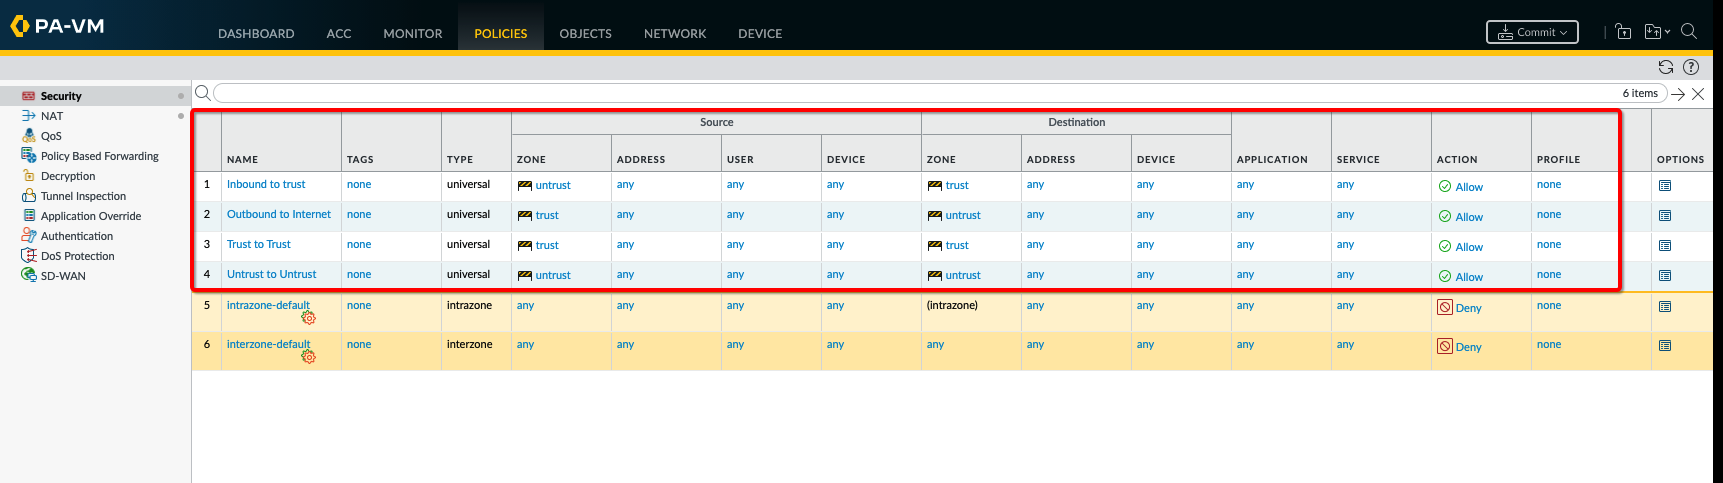 PA-VM
DASHBOARD ACC MONITOR POLICIES OBJECTS NETWORK DEVICE Commit
Security
NAT
QoS
Policy Based Forwarding
Decryption
Tunnel Inspection
Application Override
Authentication
DoS Protection
SD-WAN
6 items
Source Destination
NAME TAGS TYPE ZONE ADDRESS USER DEVICE ZONE ADDRESS DEVICE APPLICATION SERVICE ACTION PROFILE OPTIONS
1 Inbound to trust none universal untrust any any any trust any any any any Allow none
2 Outbound to Internet none universal trust any any any untrust any any any any Allow none
3 Trust to Trust none universal trust any any any trust any any any any Allow none
4 Untrust to Untrust none universal untrust any any any untrust any any any any Allow none
5 intrazone-default none intrazone any any any any (intrazone) any any any any Deny none
6 interzone-default none interzone any any any any any any any any any Deny none